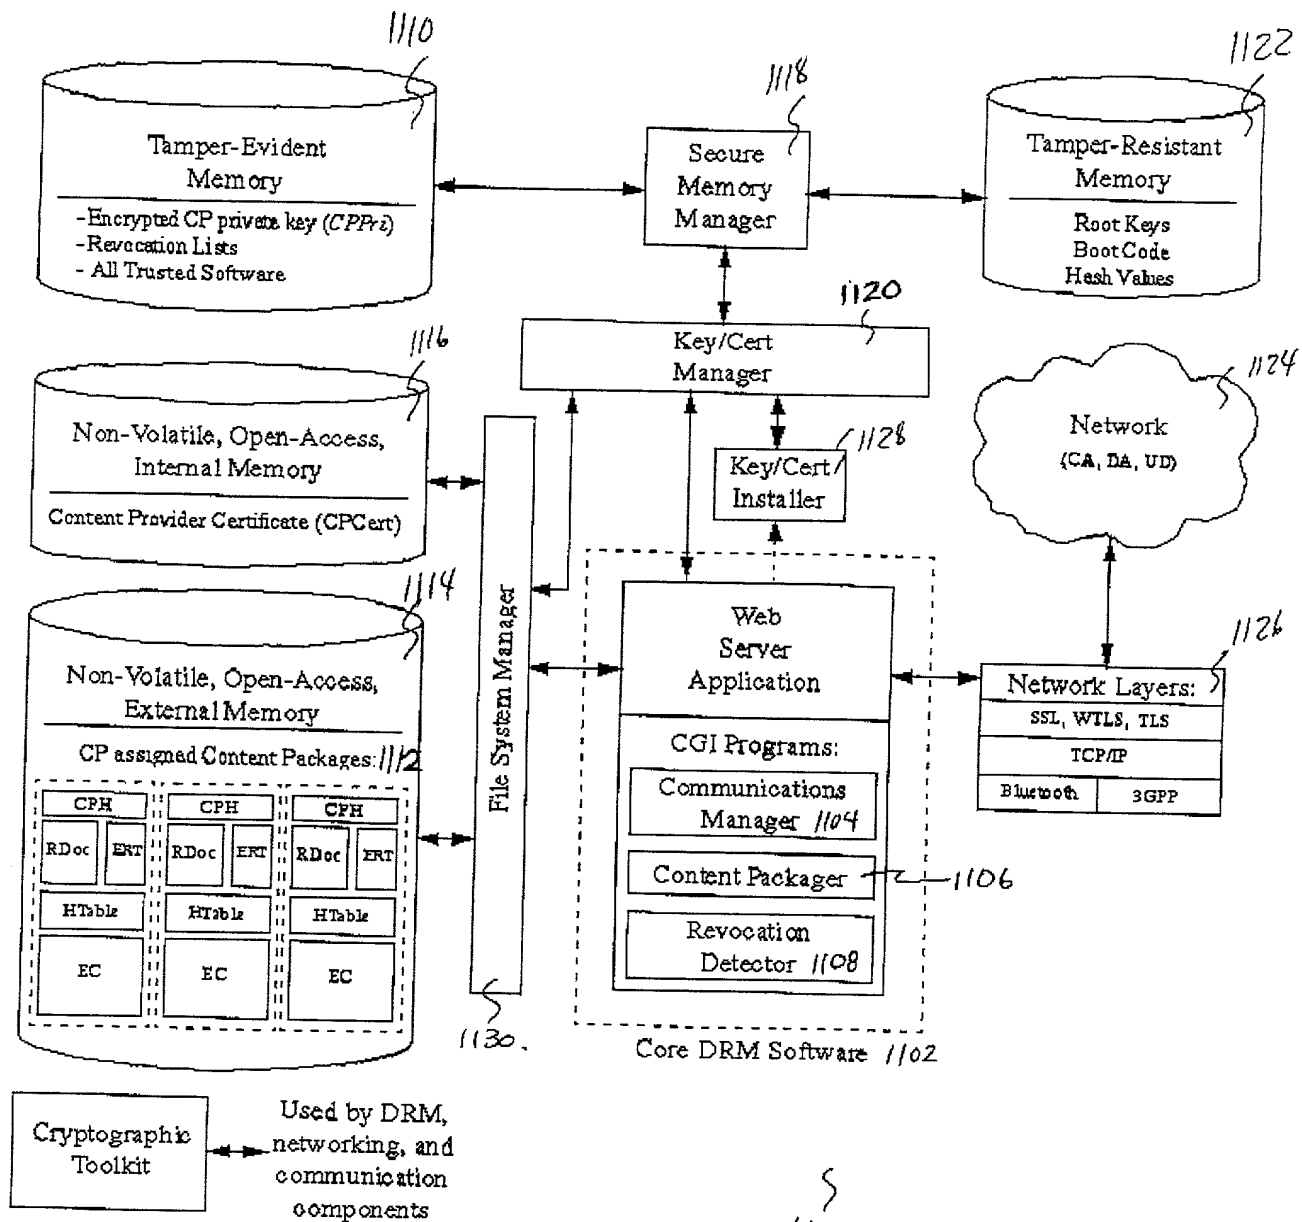 1110
Tamper-Evident
Memory
-Encrypted CP private key (CPPri)
-Revocation Lists
- All Trusted Software
1118
Secure
Memory
Manager
1122
Tamper-Resistant
Memory
Root Keys
Boot Code
Hash Values
1120
Key/Cert
Manager
1116
Non-Volatile, Open-Access,
Internal Memory
Content Provider Certificate (CPCert)
1128
Key/Cert
Installer
1124
Network
(CA, DA, UD)
1114
Non-Volatile, Open-Access,
External Memory
CP assigned Content Packages: 1112
CPH CPH CPH
RDoc ERT RDoc ERT RDoc ERT
HTable HTable HTable
EC EC EC
File System Manager
1130.
Web
Server
Application
CGI Programs:
Communications
Manager 1104
Content Packager
1106
Revocation
Detector 1108
Core DRM Software 1102
1126
Network Layers:
SSL, WTLS, TLS
TCP/IP
Bluetooth 3GPP
Cryptographic
Toolkit
Used by DRM,
networking, and
communication
components